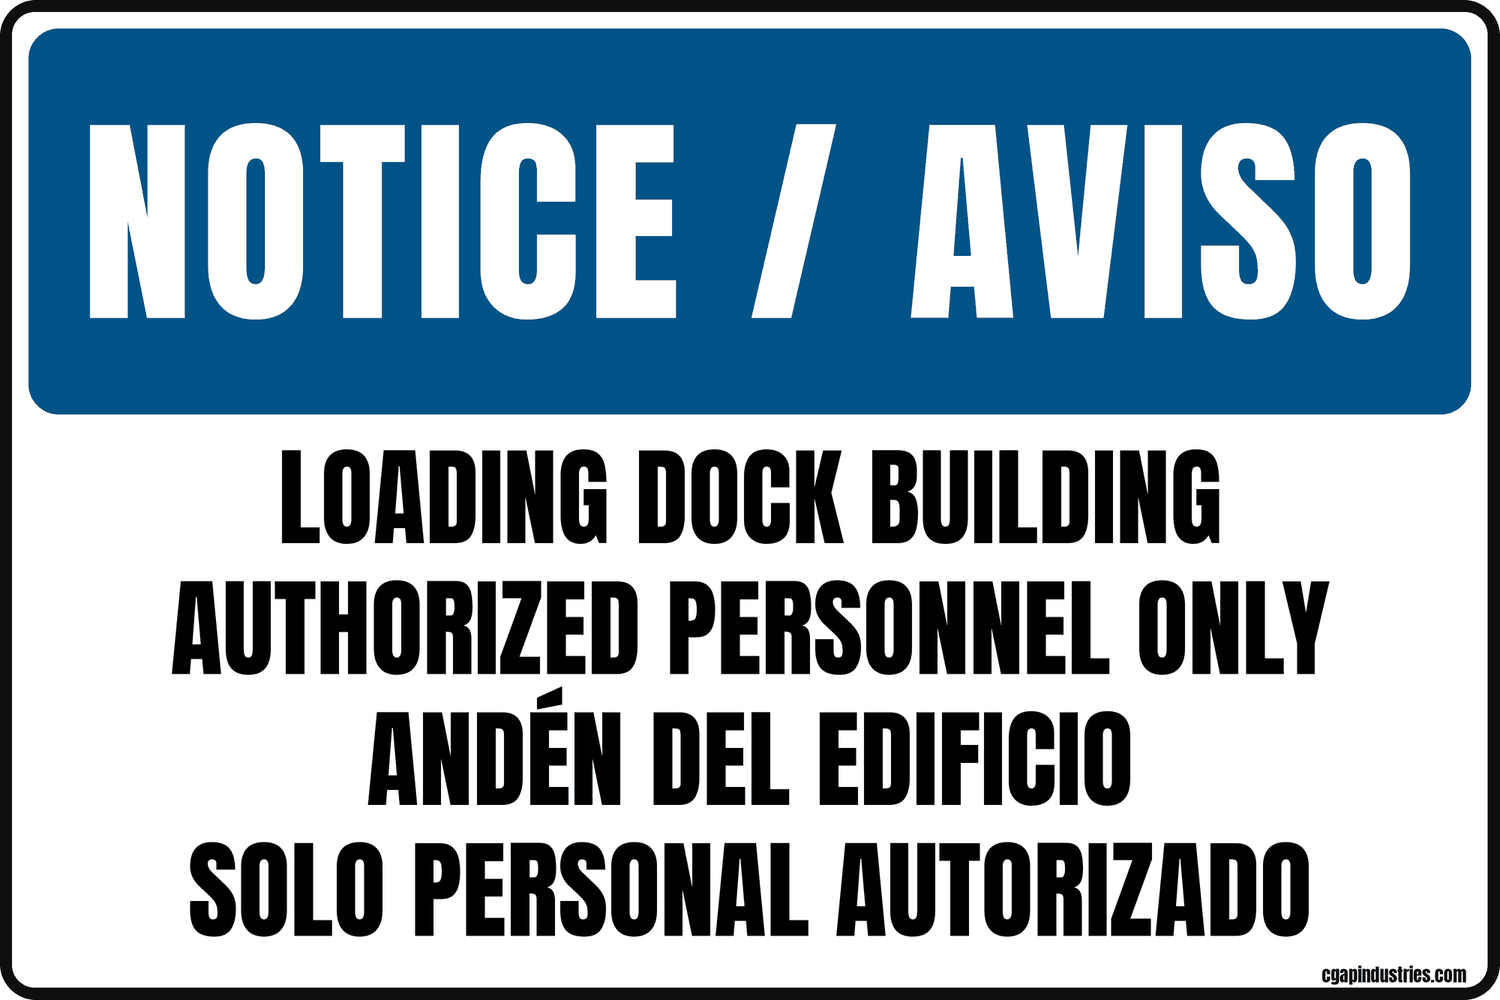 NOTICE / AVISO
LOADING DOCK BUILDING
AUTHORIZED PERSONNEL ONLY
ANDÉN DEL EDIFICIO
SOLO PERSONAL AUTORIZADO
cgapindustries.com